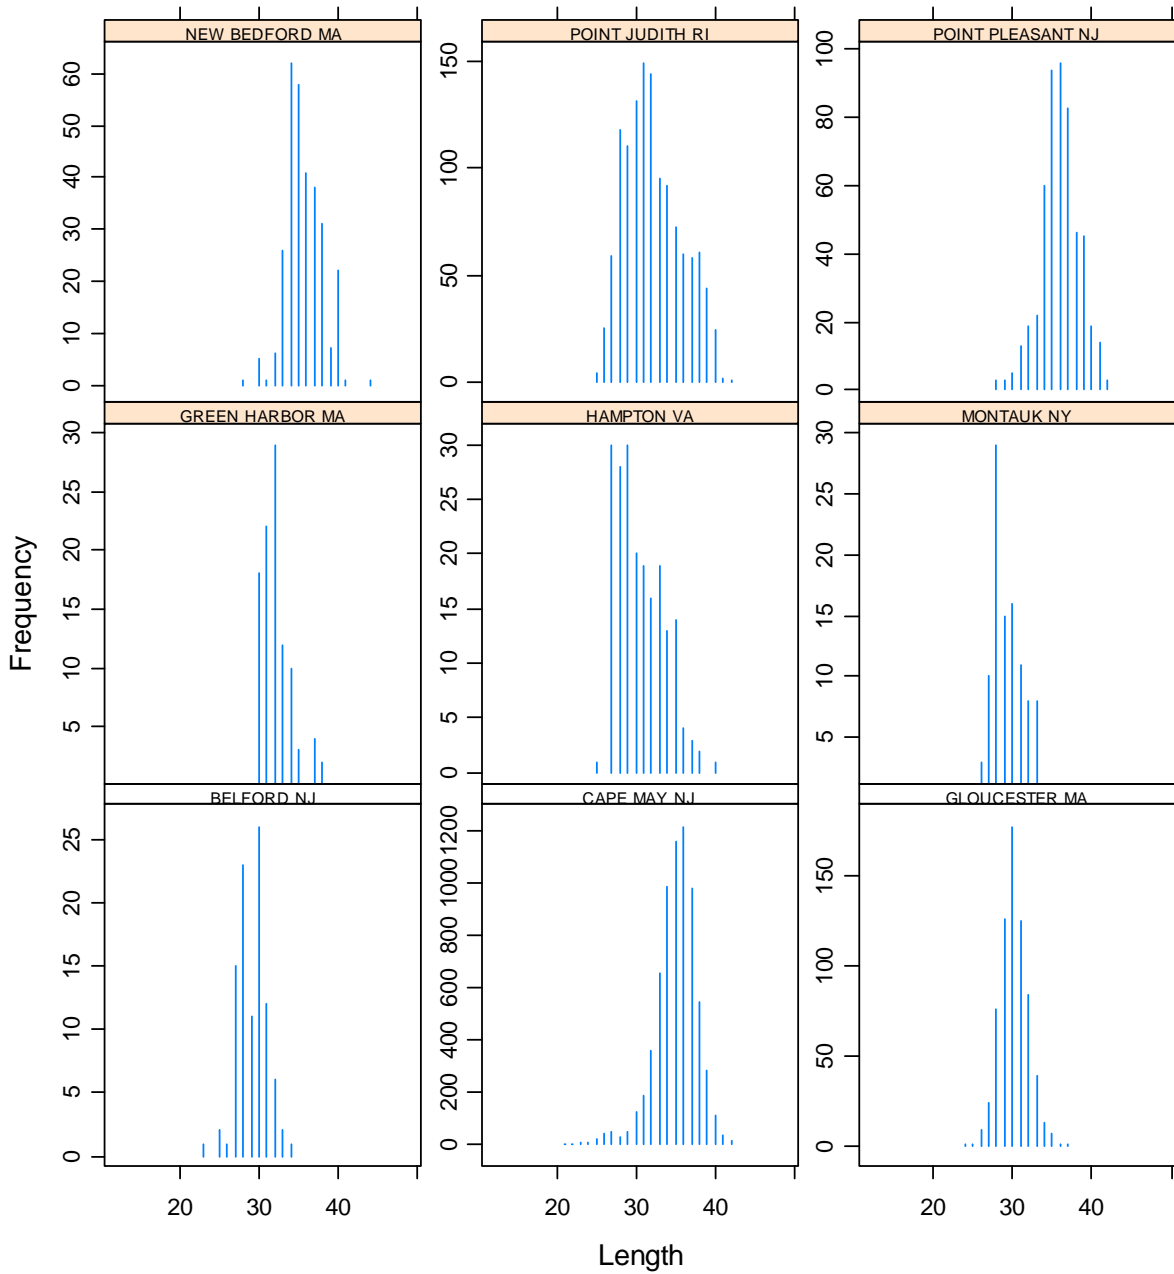 NEW BEDFORD MA
POINT JUDITH RI
POINT PLEASANT NJ
0 10 20 30 40 50 60
0 50 100 150
0 20 40 60 80 100
GREEN HARBOR MA
HAMPTON VA
MONTAUK NY
5 10 15 20 25 30
0 5 10 15 20 25 30
5 10 15 20 25 30
BELFORD NJ
CAPE MAY NJ
GLOUCESTER MA
0 5 10 15 20 25
0 200 400 600 800 1000 1200
0 50 100 150
20 30 40
20 30 40
20 30 40
Frequency
Length